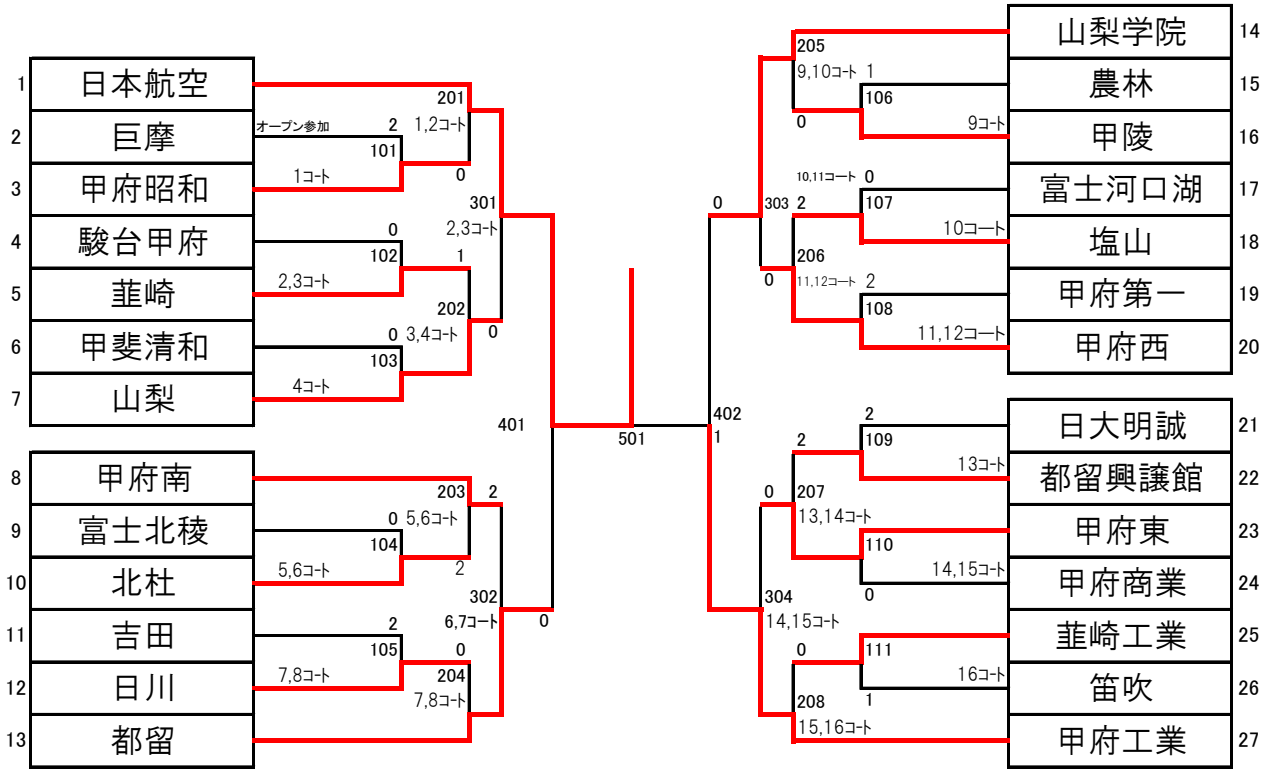 1 日本航空
2 巨摩
3 甲府昭和
4 駿台甲府
5 韮崎
6 甲斐清和
7 山梨
8 甲府南
9 富士北稜
10 北杜
11 吉田
12 日川
13 都留
オープン参加 2
101
1コート
0
102
2,3コート
0
103
4コート
201
1,2コート
0
1
202
3,4コート
301
2,3コート
0
203
5,6コート
0
104
5,6コート
2
2
105
7,8コート
0
204
7,8コート
2
302
6,7コート
0
401
501
402
1
0
303
0
205
9,10コート
0
1
106
9コート
10,11コート
0
107
10コート
2
206
11,12コート
2
108
11,12コート
2
109
13コート
2
207
13,14コート
110
14,15コート
0
0
304
14,15コート
0
111
16コート
1
208
15,16コート
山梨学院 14
農林 15
甲陵 16
富士河口湖 17
塩山 18
甲府第一 19
甲府西 20
日大明誠 21
都留興譲館 22
甲府東 23
甲府商業 24
韮崎工業 25
笛吹 26
甲府工業 27